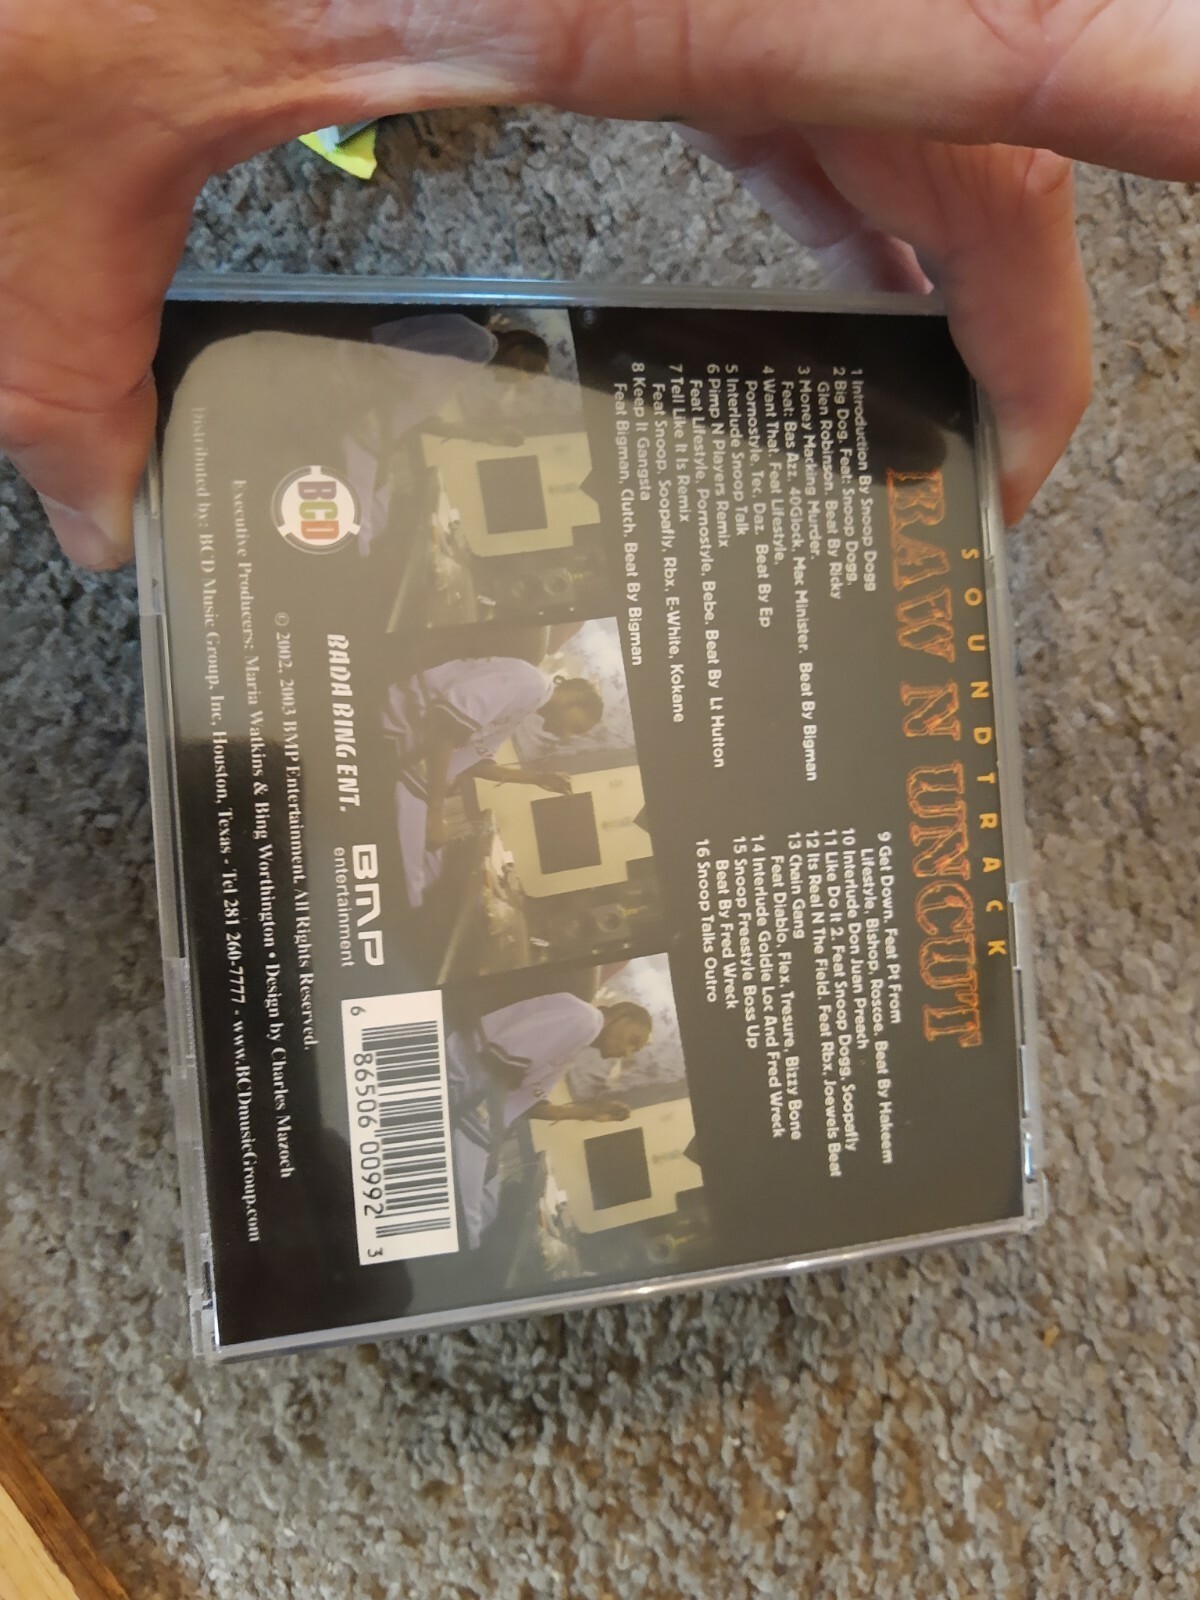 SOUNDTRACK
RAW N UNCUT
1 Introduction By Snoop Dogg
2 Big Dog, Feat: Snoop Dogg,
Glen Robinson, Beat By Ricky
3 Money Macking Murder,
Feat: Bas Azz, 40Glock, Mac Minister, Beat By Bigman
4 Want That, Feat Lifestyle,
Pornostyle, Tec, Daz, Beat By Ep
5 Interlude Snoop Talk
6 Pimp N Players Remix
Feat Lifestyle, Pornostyle, Bebe, Beat By Lt Hutton
7 Tell Like It Is Remix
Feat Snoop, Soopafly, Rbx, E-White, Kokane
8 Keep It Gangsta
Feat Bigman, Clutch, Beat By Bigman
9 Get Down, Feat Pt From
Lifestyle, Bishop, Roscoe, Beat By Hakeem
10 Interlude Don Juan Preach
11 Like Do It 2, Feat Snoop Dogg, Soopafly
12 Its Real N The Field, Feat Rbx, Joewels Beat
13 Chain Gang
Feat Diablo, Flex, Tresure, Bizzy Bone
14 Interlude Goldie Loc And Fred Wreck
15 Snoop Freestyle Boss Up
Beat By Fred Wreck
16 Snoop Talks Outro
BCD
BADA BING ENT.
BMP
entertainment
6 86506 00992 3
© 2002, 2003 BMP Entertainment. All Rights Reserved.
Executive Producers: Maria Watkins & Bing Worthington • Design by Charles Mazoch
Distributed by: BCD Music Group, Inc, Houston, Texas - Tel 281 260-7777 - www.BCDmusicGroup.com